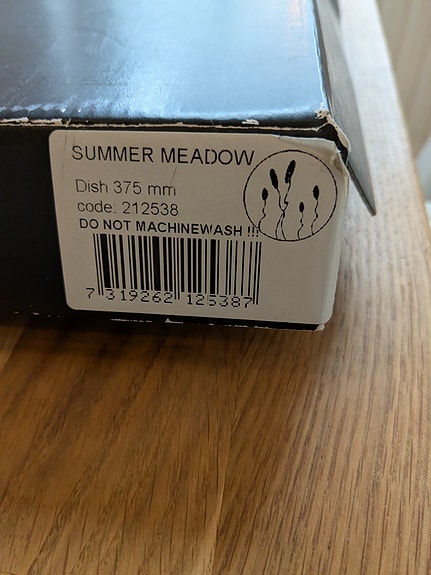 SUMMER MEADOW
Dish 375 mm
code: 212538
DO NOT MACHINEWASH !!!
7 319262 125387